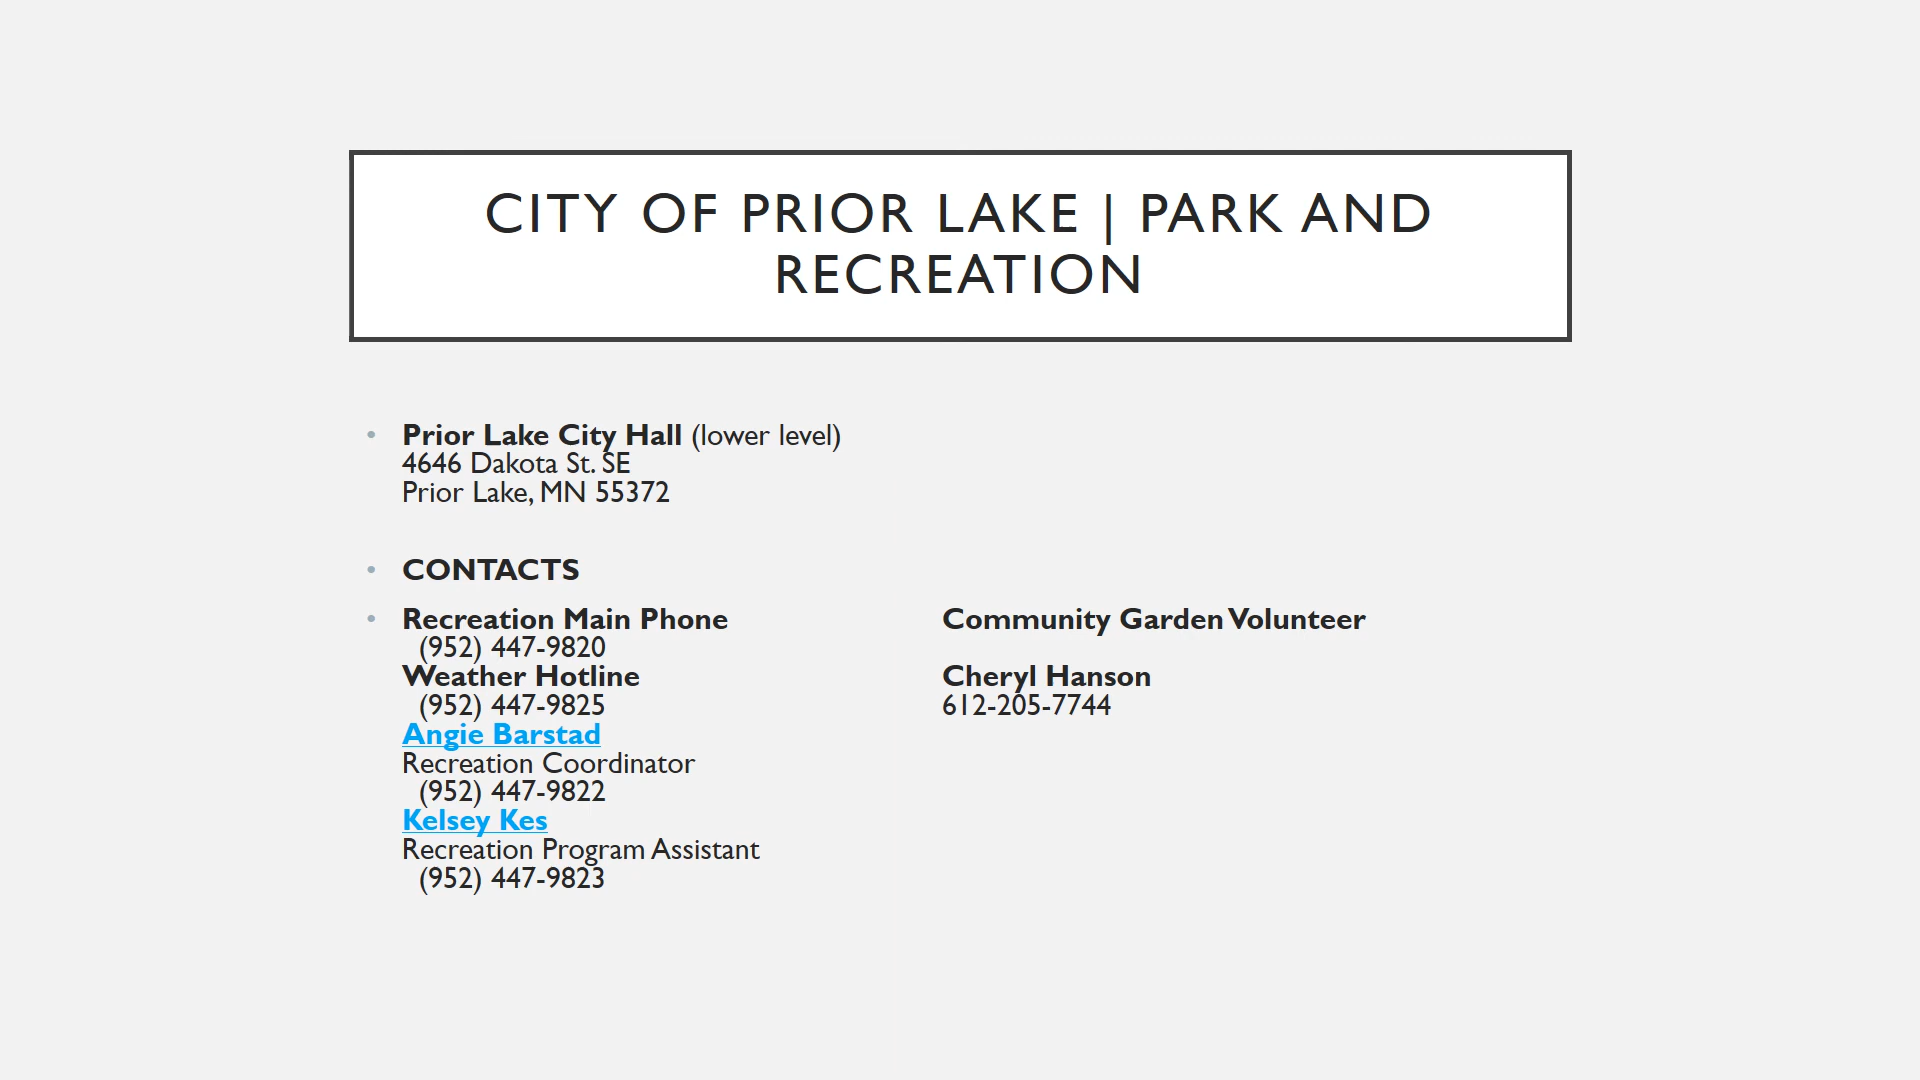 CITY OF PRIOR LAKE | PARK AND
RECREATION
• Prior Lake City Hall (lower level)
4646 Dakota St. SE
Prior Lake, MN 55372
• CONTACTS
• Recreation Main Phone Community Garden Volunteer
(952) 447-9820
Weather Hotline Cheryl Hanson
(952) 447-9825 612-205-7744
Angie Barstad
Recreation Coordinator
(952) 447-9822
Kelsey Kes
Recreation Program Assistant
(952) 447-9823